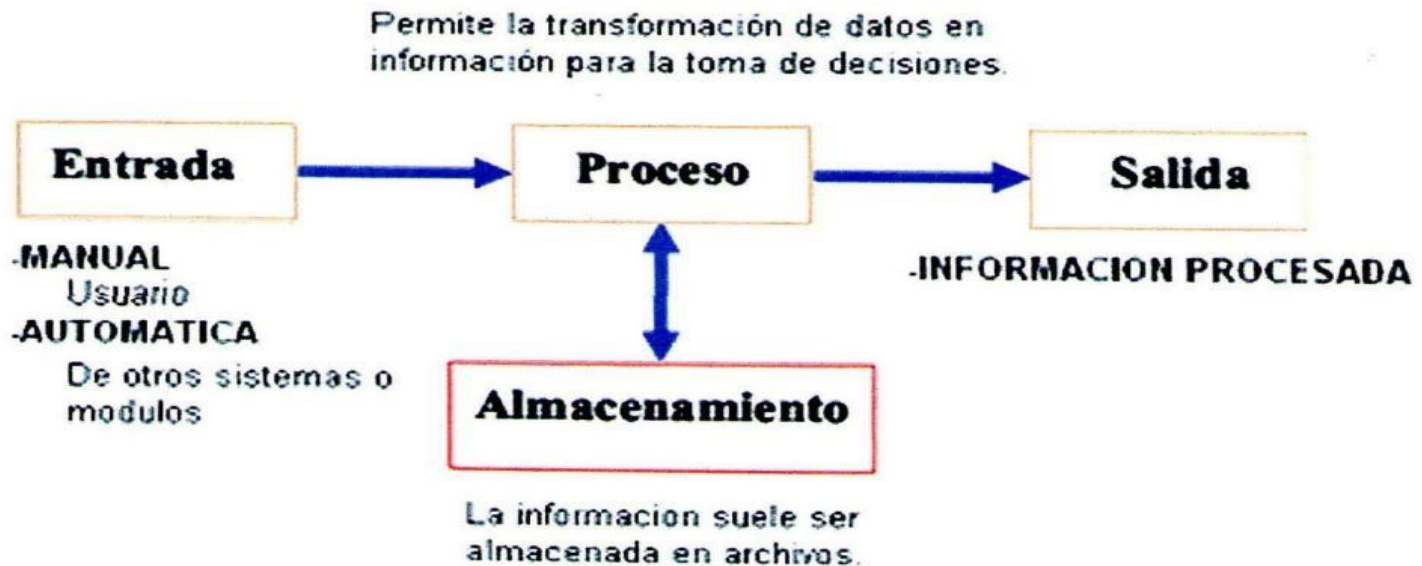 Permite la transformación de datos en
información para la toma de decisiones.
Entrada
Proceso
Salida
-MANUAL
Usuario
-AUTOMATICA
De otros sistemas o
modulos
-INFORMACION PROCESADA
Almacenamiento
La informacion suele ser
almacenada en archivos.